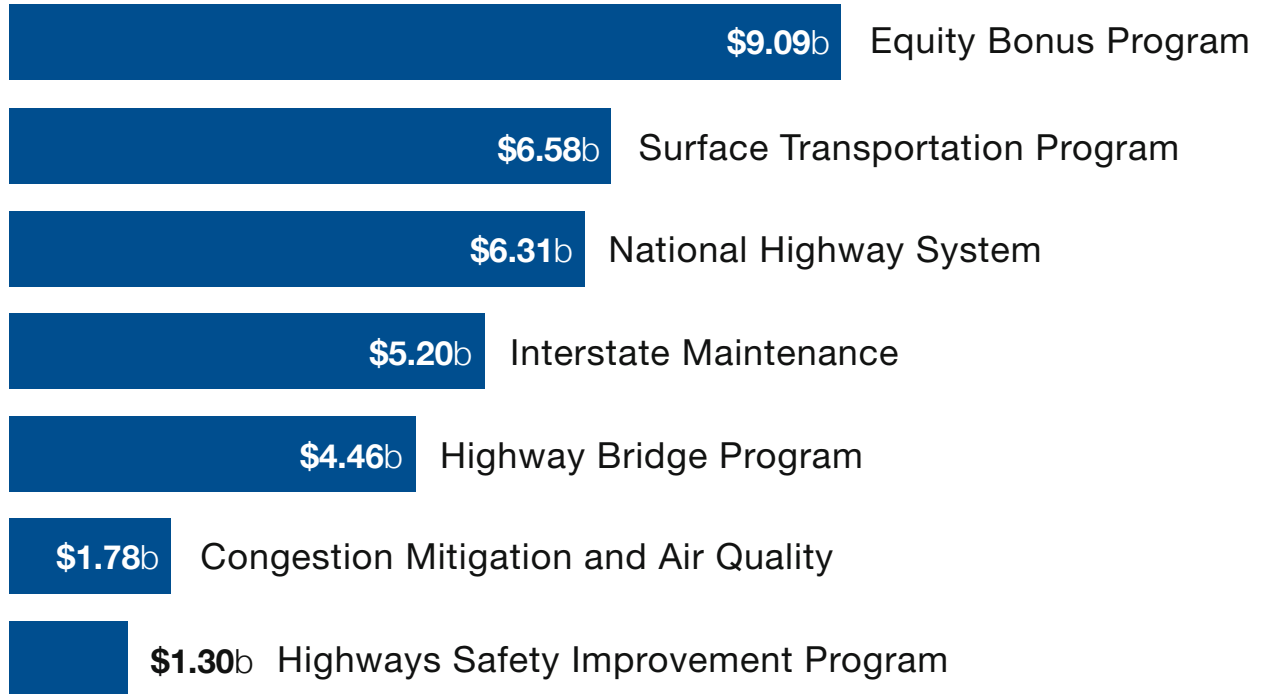 $9.09b Equity Bonus Program
$6.58b Surface Transportation Program
$6.31b National Highway System
$5.20b Interstate Maintenance
$4.46b Highway Bridge Program
$1.78b Congestion Mitigation and Air Quality
$1.30b Highways Safety Improvement Program